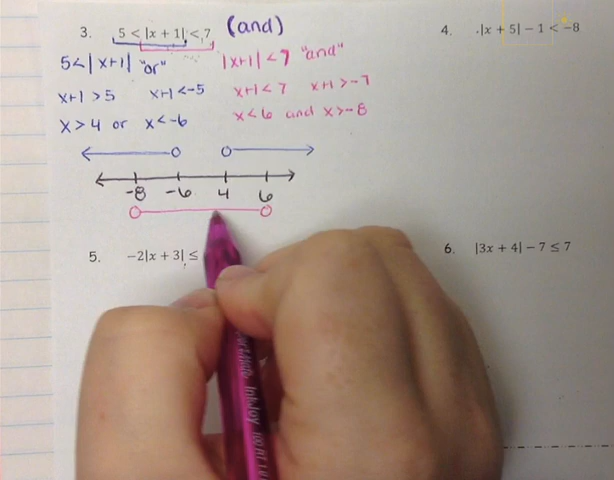 3. 5 < |x + 1| < 7 (and)
5 < |x+1| "or" |x+1| < 7 "and"
x+1 > 5 x+1 < -5 x+1 < 7 x+1 > -7
x > 4 or x < -6 x < 6 and x > -8
-8 -6 4 6
5. -2|x + 3| ≤
4. |x + 5| - 1 < -8
6. |3x + 4| - 7 ≤ 7